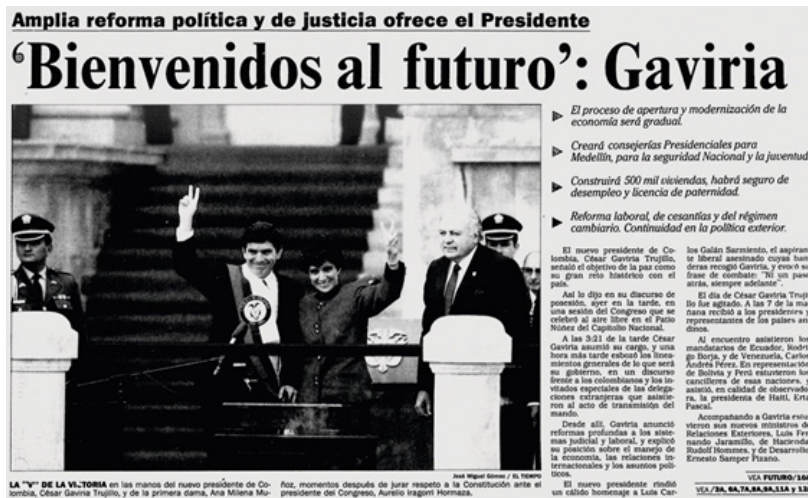 Amplia reforma política y de justicia ofrece el Presidente
‘Bienvenidos al futuro’: Gaviria
El proceso de apertura y modernización de la
economía será gradual.
Creará consejerías Presidenciales para
Medellín, para la seguridad Nacional y la juventud
Construirá 500 mil viviendas, habrá seguro de
desempleo y licencia de paternidad.
Reforma laboral, de cesantías y del régimen
cambiario. Continuidad en la política exterior.
El nuevo presidente de Co-
lombia, César Gaviria Trujillo,
señaló el objetivo de la paz como
su gran reto histórico con el
país.
Así lo dijo en su discurso de
posesión, ayer en la tarde, en
una sesión del Congreso que se
celebró al aire libre en el Patio
Núñez del Capitolio Nacional.
A las 3:21 de la tarde César
Gaviria asumió su cargo, y una
hora más tarde esbozó los linea-
mientos generales de lo que será
su gobierno, en un discurso
frente a los colombianos y los in-
vitados especiales de las delega-
ciones extranjeras que asistie-
ron al acto de transmisión del
mando.
Desde allí, Gaviria anunció
reformas profundas a los siste-
mas judicial y laboral, y explicó
su posición sobre el manejo de
la economía, las relaciones in-
ternacionales y los asuntos polí-
ticos.
El nuevo presidente rindió
un cálido homenaje a Luis Car-
los Galán Sarmiento, el aspiran-
te liberal asesinado cuyas ban
deras recogió Gaviria, y evocó su
frase de combate: "Ni un paso
atrás, siempre adelante".
El día de César Gaviria Truji
llo fue agitado. A las 7 de la ma
ñana recibió a los presidentes y
representantes de los países an
dinos.
Al encuentro asistieron los
mandatarios de Ecuador, Rodri
go Borja, y de Venezuela, Carlos
Andrés Pérez. En representación
de Bolivia y Perú estuvieron los
cancilleres de esas naciones, y
asistió, en calidad de observado
ra, la presidenta de Haití, Erta
Pascal.
Acompañando a Gaviria estu
vieron sus nuevos ministros de
Relaciones Exteriores, Luis Fer
nando Jaramillo, de Hacienda
Rudolf Hommes, y de Desarrollo
Ernesto Samper Pizano.
VEA FUTURO/10
VEA/3A, 6A,7A,8A,9A,11A y 12
José Miguel Gómez / EL TIEMPO
LA "V" DE LA VICTORIA en las manos del nuevo presidente de Co-
lombia, César Gaviria Trujillo, y de la primera dama, Ana Milena Mu-
ñoz, momentos después de jurar respeto a la Constitución ante el
presidente del Congreso, Aurelio Iragorri Hormaza.